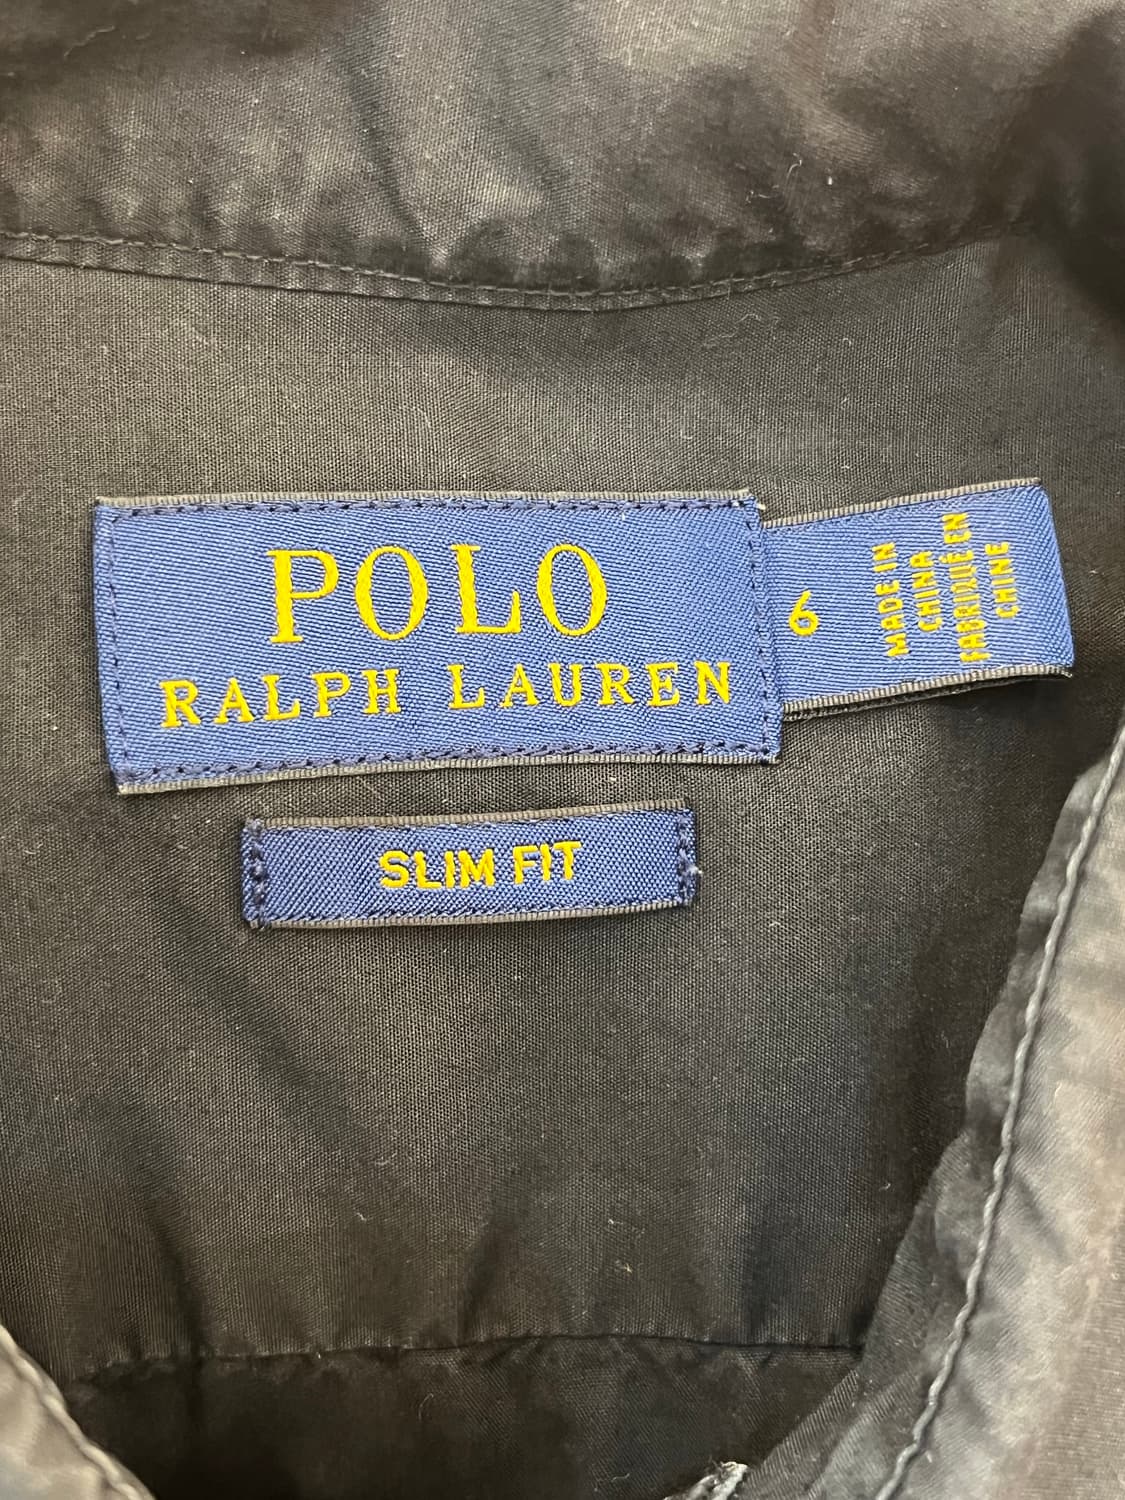 POLO
RALPH LAUREN
6
MADE IN
CHINA
FABRIQUÉ EN
CHINE
SLIM FIT